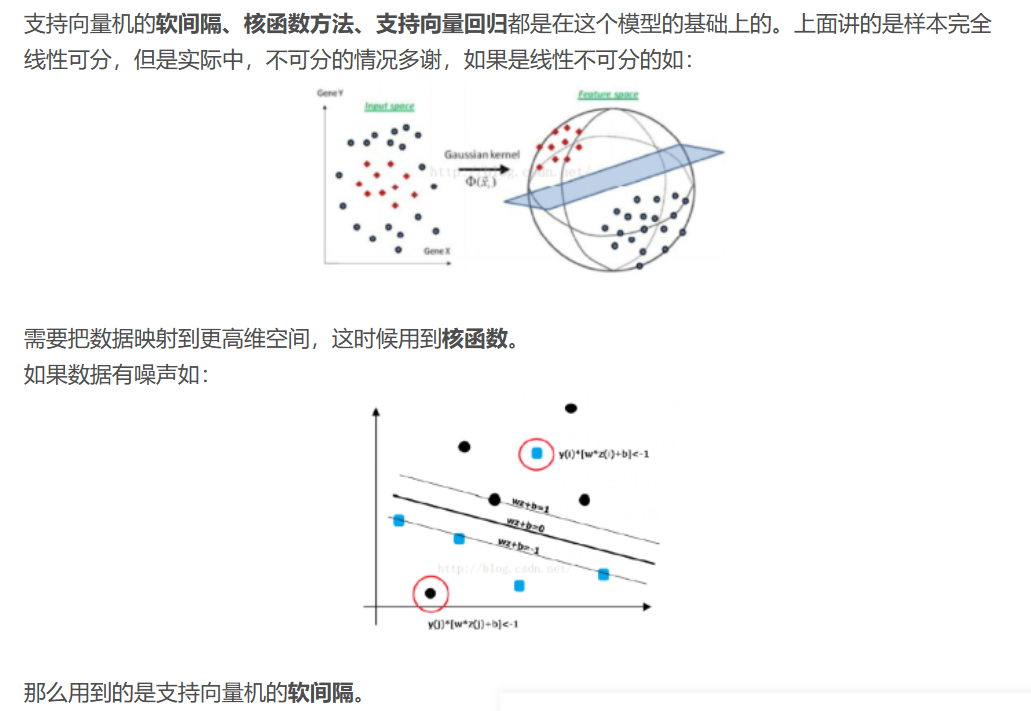 支持向量机的软间隔、核函数方法、支持向量回归都是在这个模型的基础上的。上面讲的是样本完全
线性可分，但是实际中，不可分的情况多谢，如果是线性不可分的如：
Gene Y
Input space
Feature space
Gaussian kernel
Gene X
需要把数据映射到更高维空间，这时候用到核函数。
如果数据有噪声如：
y(i)*[w*z(i)+b]<-1
wz+b=1
wz+b=0
wz+b=-1
http://blog.csdn.net/
y(j)*[w*z(j)+b]<-1
那么用到的是支持向量机的软间隔。